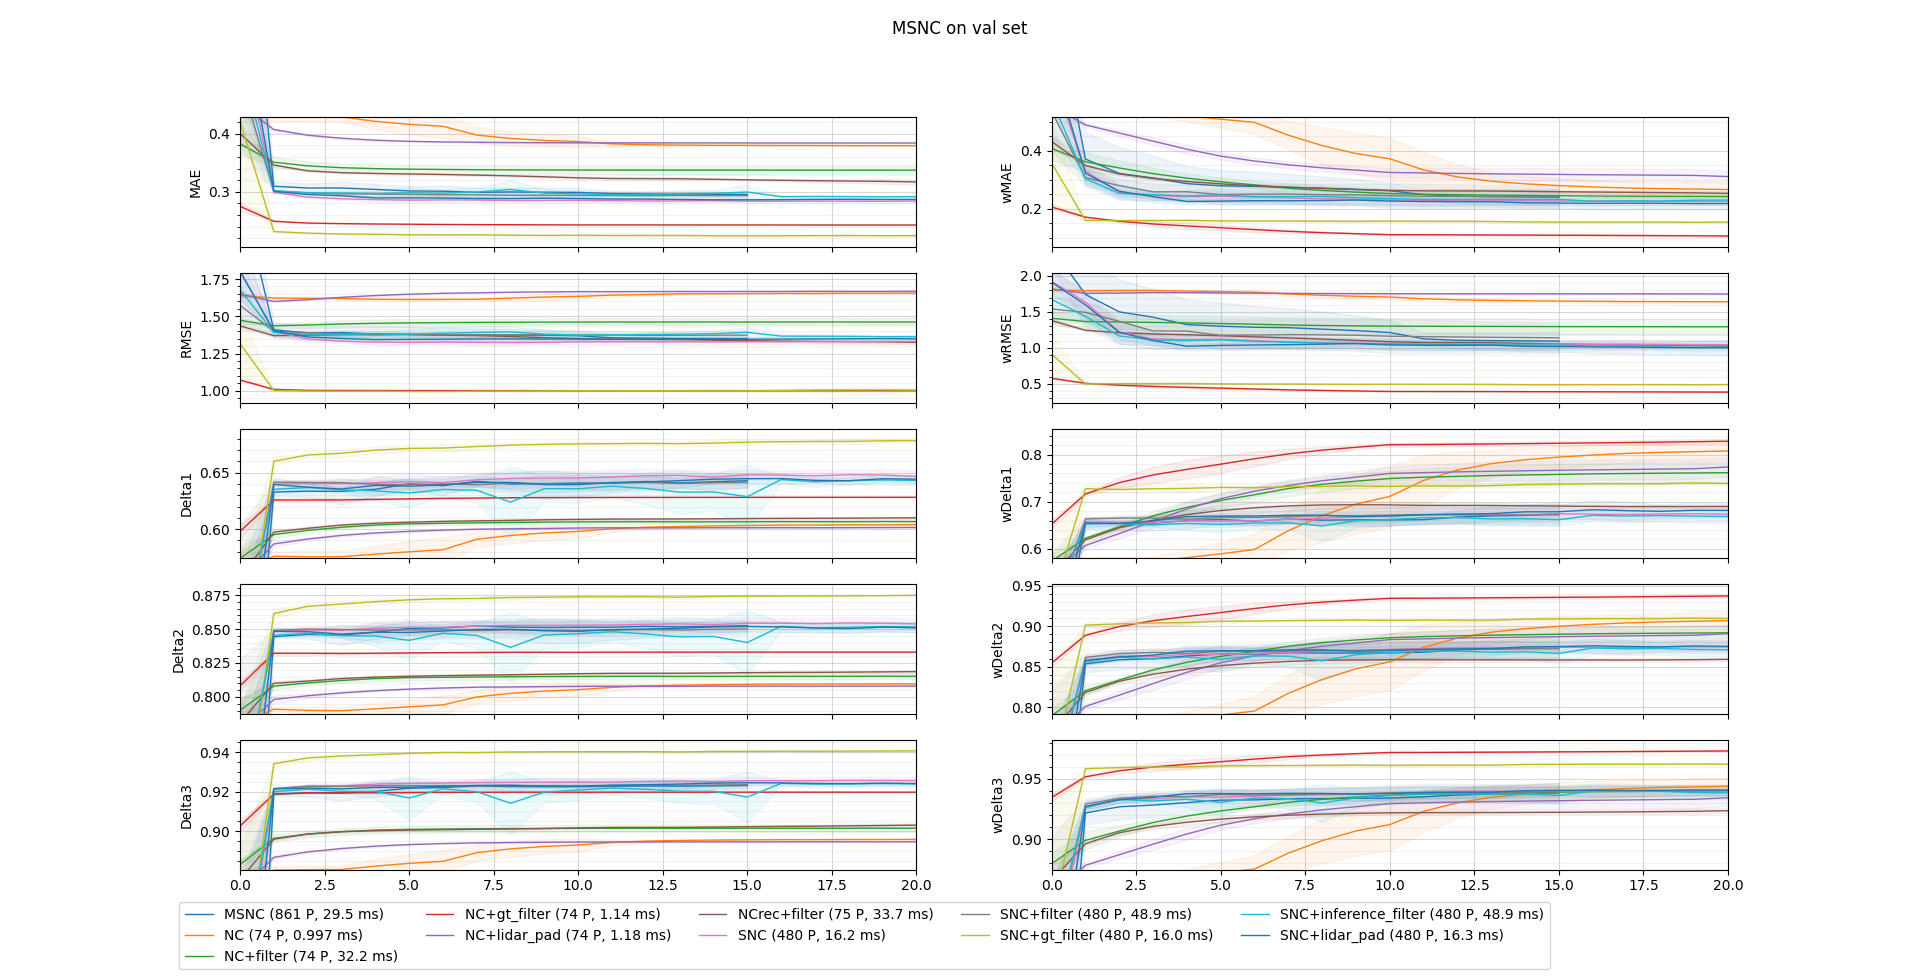 MSNC on val set
MAE
0.4
0.3
wMAE
0.4
0.2
RMSE
1.75
1.50
1.25
1.00
wRMSE
2.0
1.5
1.0
0.5
Delta1
0.65
0.60
wDelta1
0.8
0.7
0.6
Delta2
0.875
0.850
0.825
0.800
wDelta2
0.95
0.90
0.85
0.80
Delta3
0.94
0.92
0.90
wDelta3
0.95
0.90
0.0 2.5 5.0 7.5 10.0 12.5 15.0 17.5 20.0
0.0 2.5 5.0 7.5 10.0 12.5 15.0 17.5 20.0
MSNC (861 P, 29.5 ms)
NC (74 P, 0.997 ms)
NC+filter (74 P, 32.2 ms)
NC+gt_filter (74 P, 1.14 ms)
NC+lidar_pad (74 P, 1.18 ms)
NCrec+filter (75 P, 33.7 ms)
SNC (480 P, 16.2 ms)
SNC+filter (480 P, 48.9 ms)
SNC+gt_filter (480 P, 16.0 ms)
SNC+inference_filter (480 P, 48.9 ms)
SNC+lidar_pad (480 P, 16.3 ms)